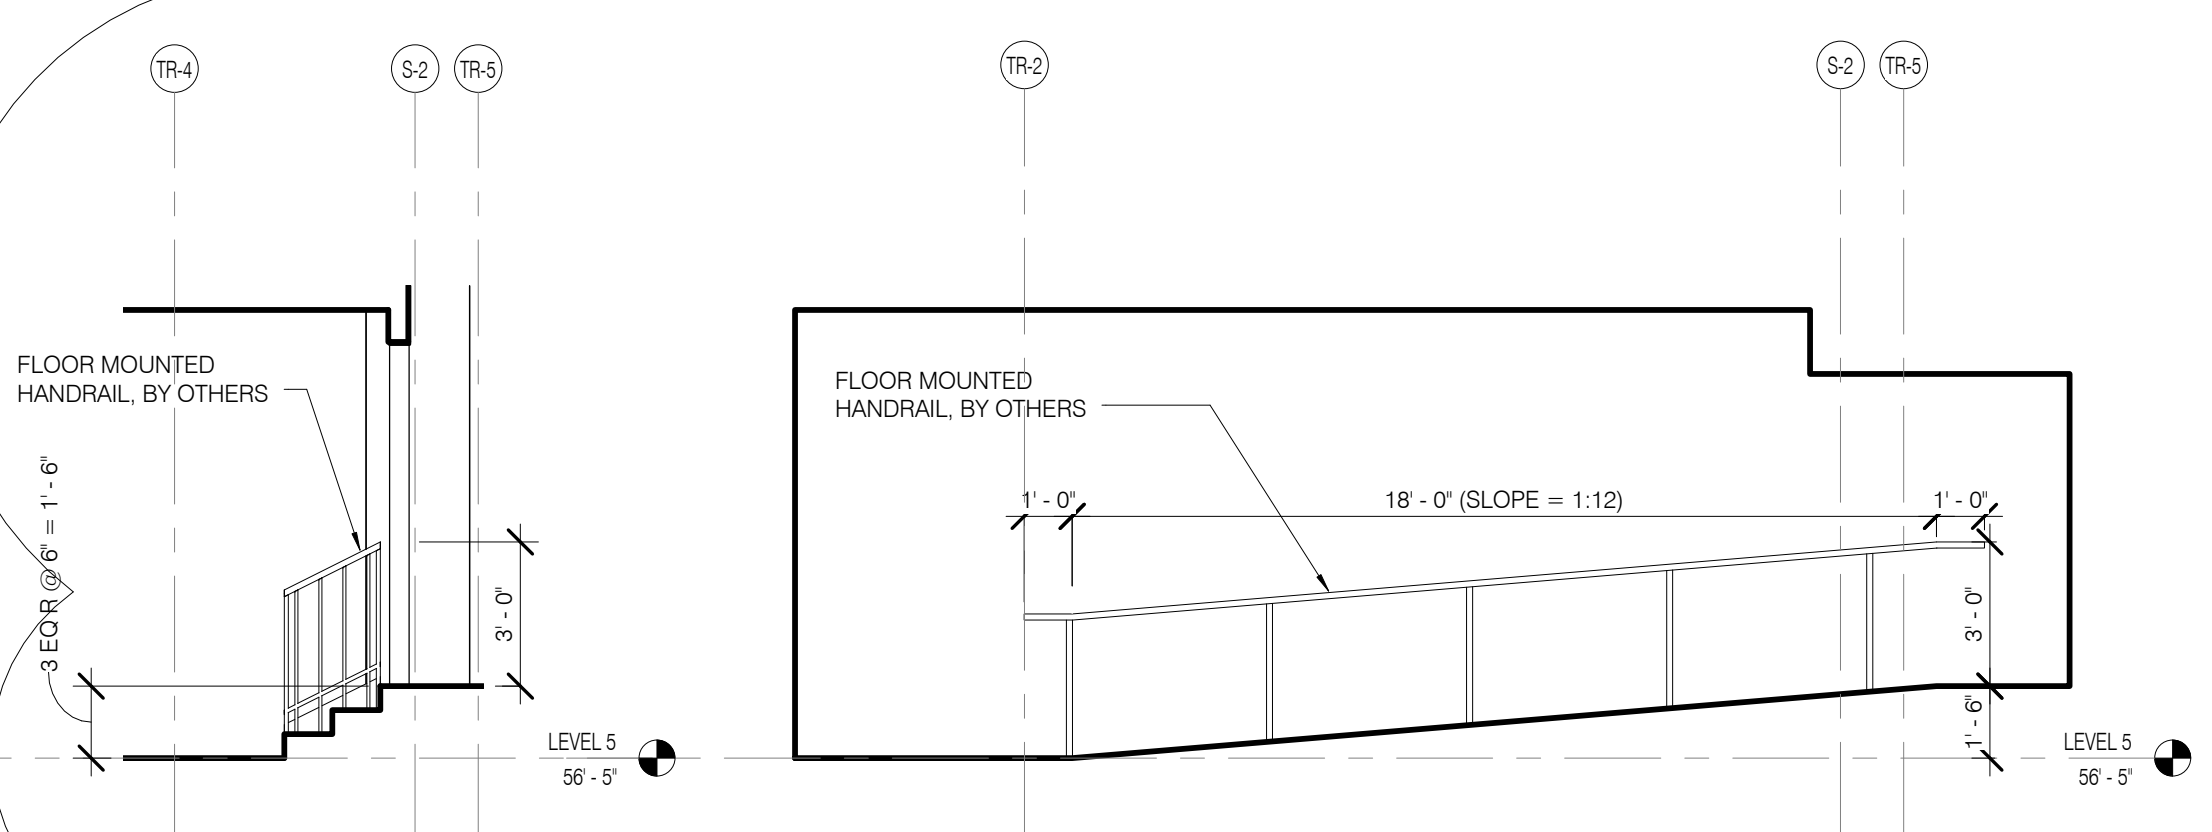 TR-4
S-2
TR-5
TR-2
S-2
TR-5
FLOOR MOUNTED
HANDRAIL, BY OTHERS
3 EQ R @ 6" = 1' - 6"
3' - 0"
LEVEL 5
56' - 5"
FLOOR MOUNTED
HANDRAIL, BY OTHERS
1' - 0"
18' - 0" (SLOPE = 1:12)
1' - 0"
3' - 0"
1' - 6"
LEVEL 5
56' - 5"